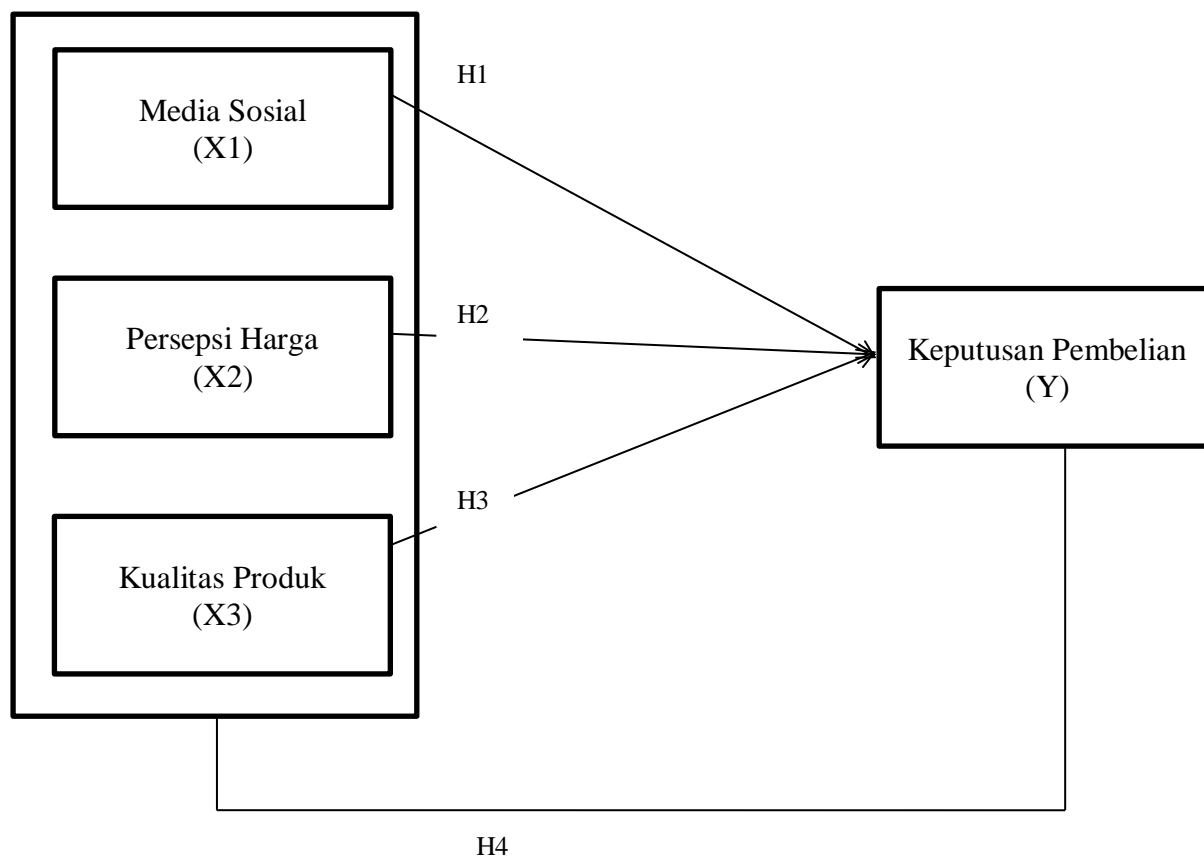 H1
Media Sosial
(X1)
H2
Persepsi Harga
(X2)
Keputusan Pembelian
(Y)
H3
Kualitas Produk
(X3)
H4